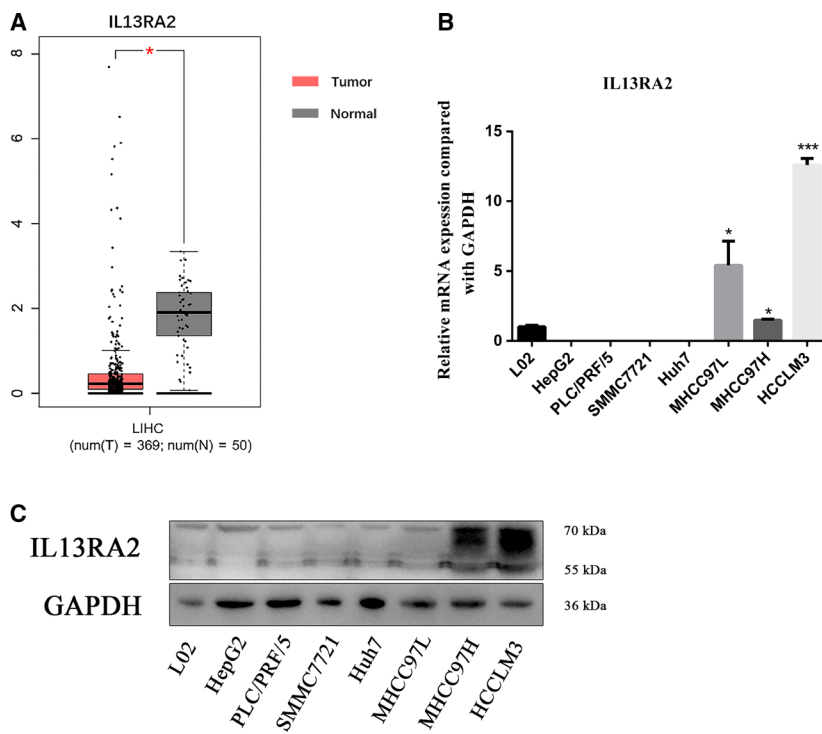 A
IL13RA2
*
8
6
4
2
0
LIHC
(num(T) = 369; num(N) = 50)
Tumor
Normal
B
IL13RA2
Relative mRNA expession compared
with GAPDH
15
10
5
0
*
*
***
L02
HepG2
PLC/PRF/5
SMMC7721
Huh7
MHCC97L
MHCC97H
HCCLM3
C
IL13RA2
70 kDa
55 kDa
GAPDH
36 kDa
L02
HepG2
PLC/PRF/5
SMMC7721
Huh7
MHCC97L
MHCC97H
HCCLM3